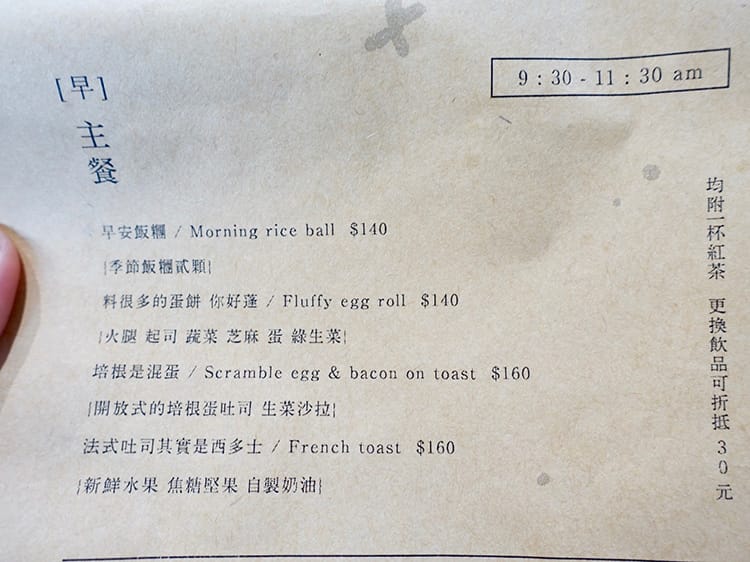 [早]
主餐
9 : 30 - 11 : 30 am
早安飯糰 / Morning rice ball $140
|季節飯糰貳顆|
料很多的蛋餅 你好蓬 / Fluffy egg roll $140
|火腿 起司 蔬菜 芝麻 蛋 綠生菜|
培根是混蛋 / Scramble egg & bacon on toast $160
|開放式的培根蛋吐司 生菜沙拉|
法式吐司其實是西多士 / French toast $160
|新鮮水果 焦糖堅果 自製奶油|
均附一杯紅茶 更換飲品可折抵 30 元